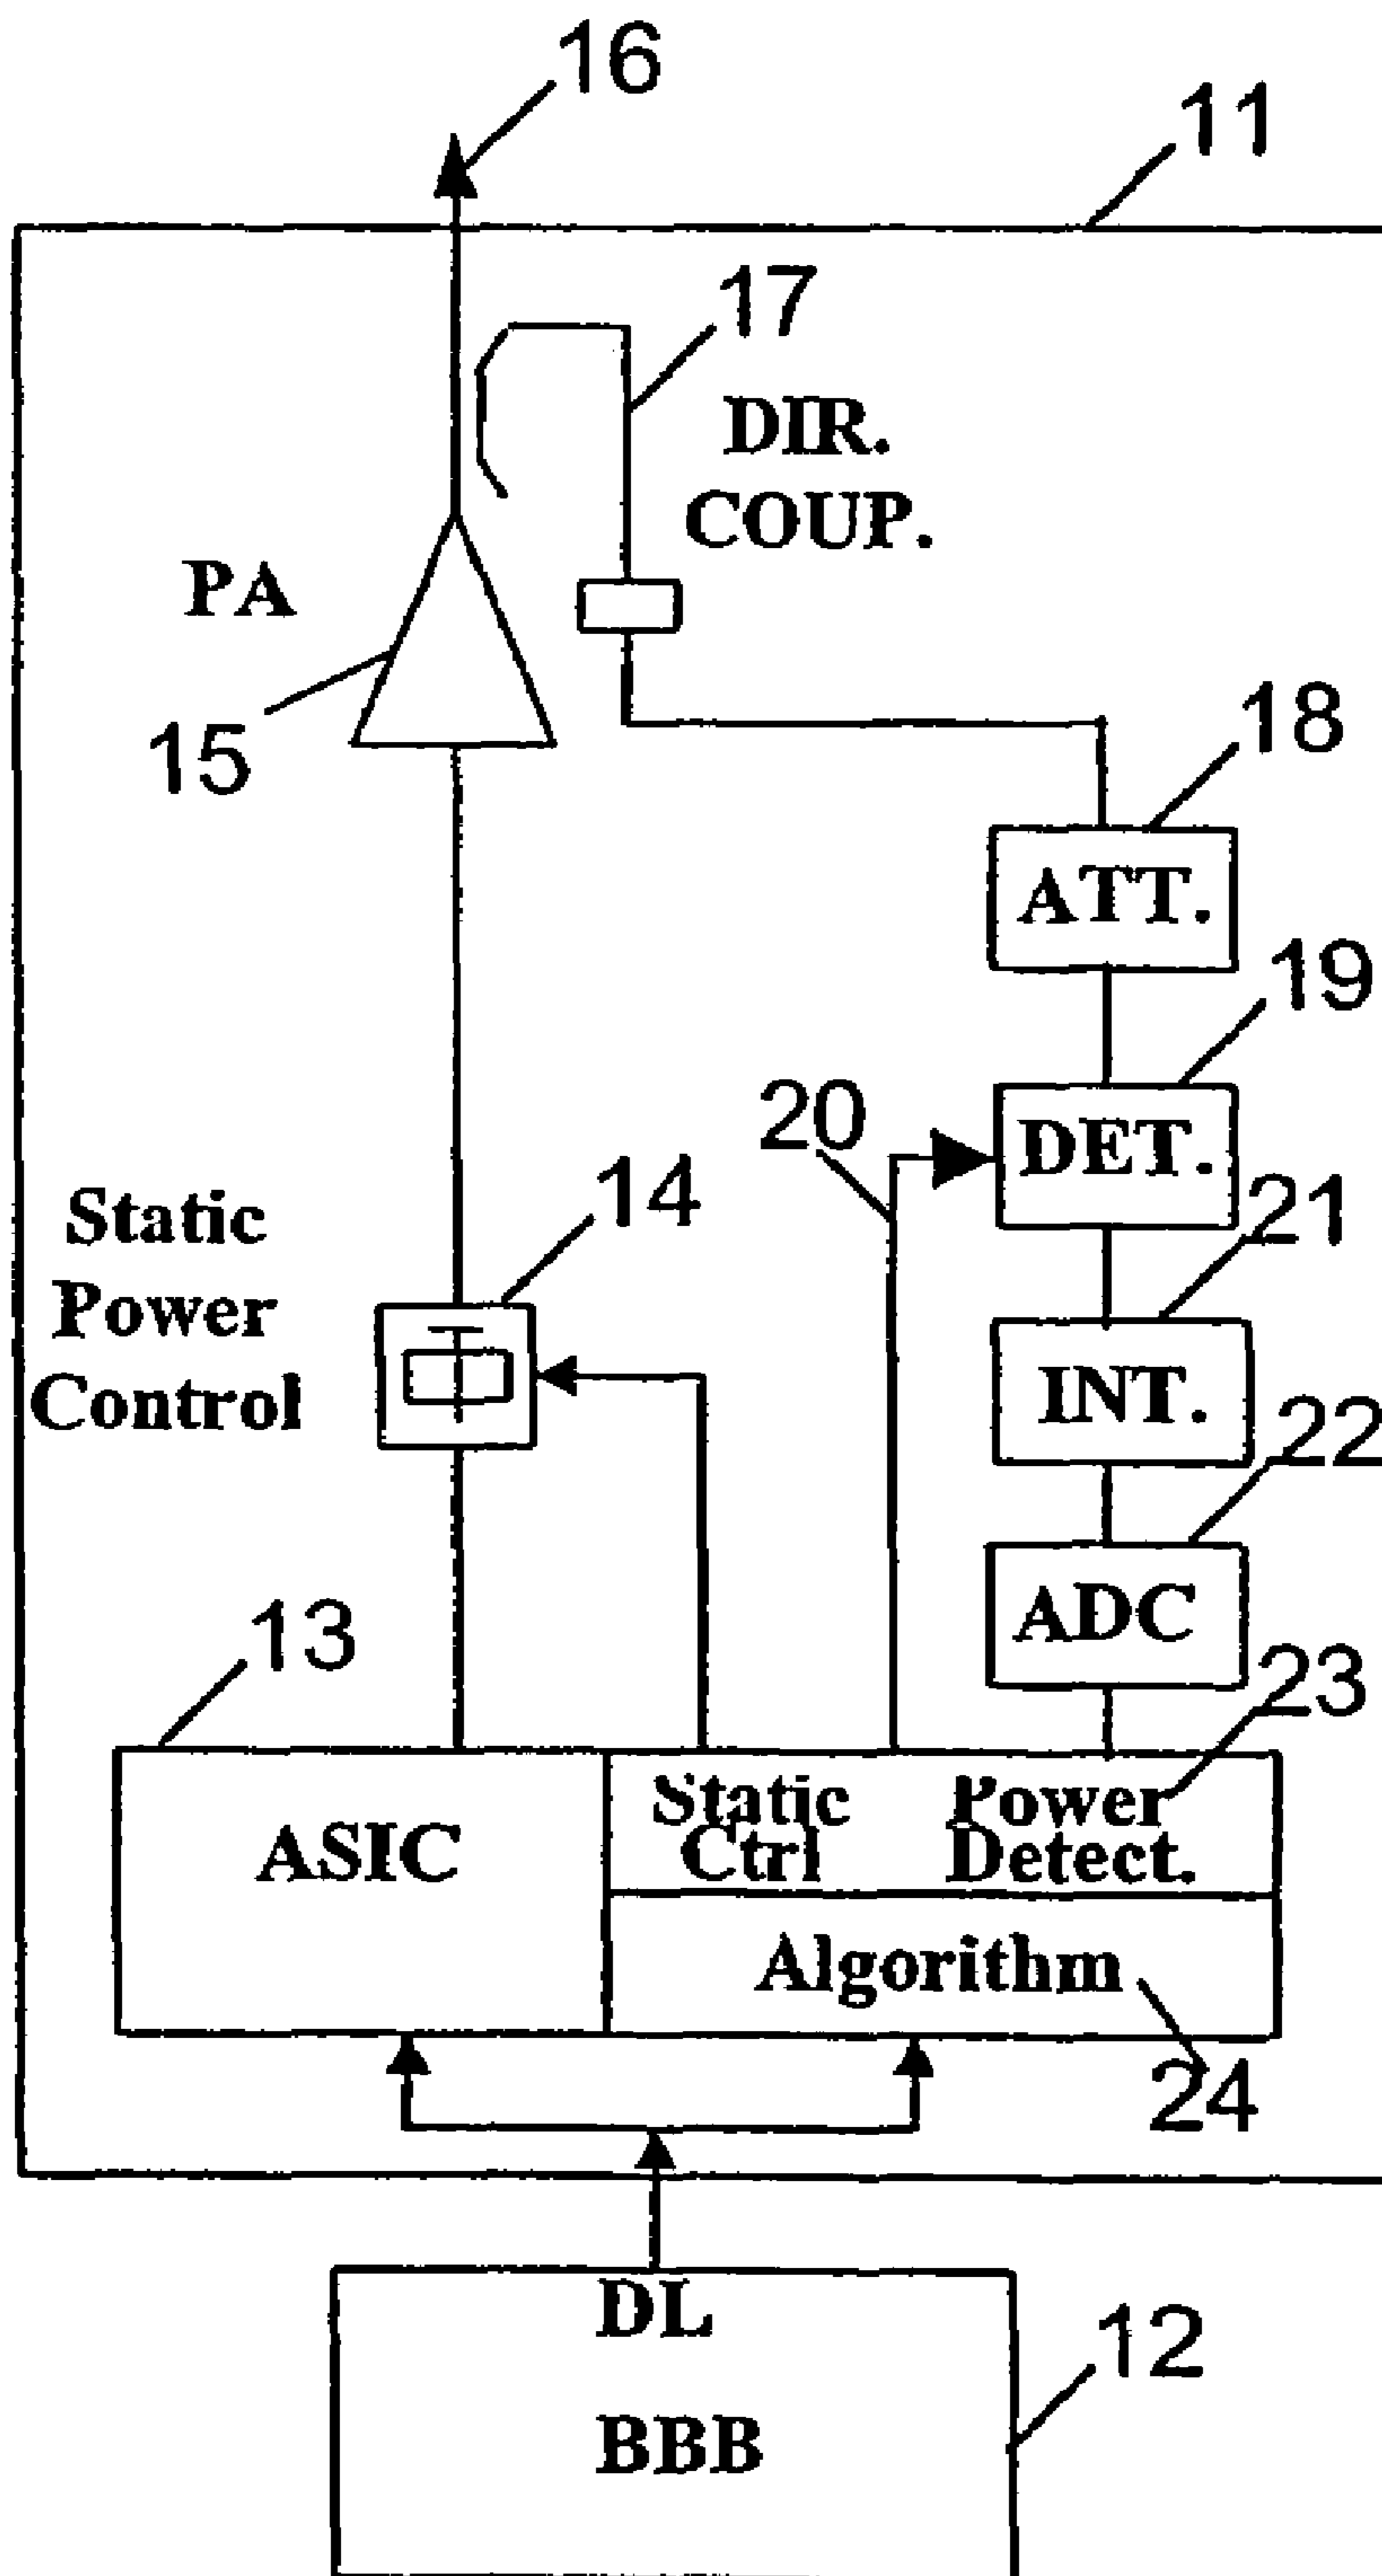 16
11
17
DIR.
COUP.
PA
15
18
ATT.
19
20
DET.
14
21
Static
Power
Control
INT.
22
ADC
13
23
Static
Ctrl
Power
Detect.
ASIC
Algorithm
24
DL
BBB
12